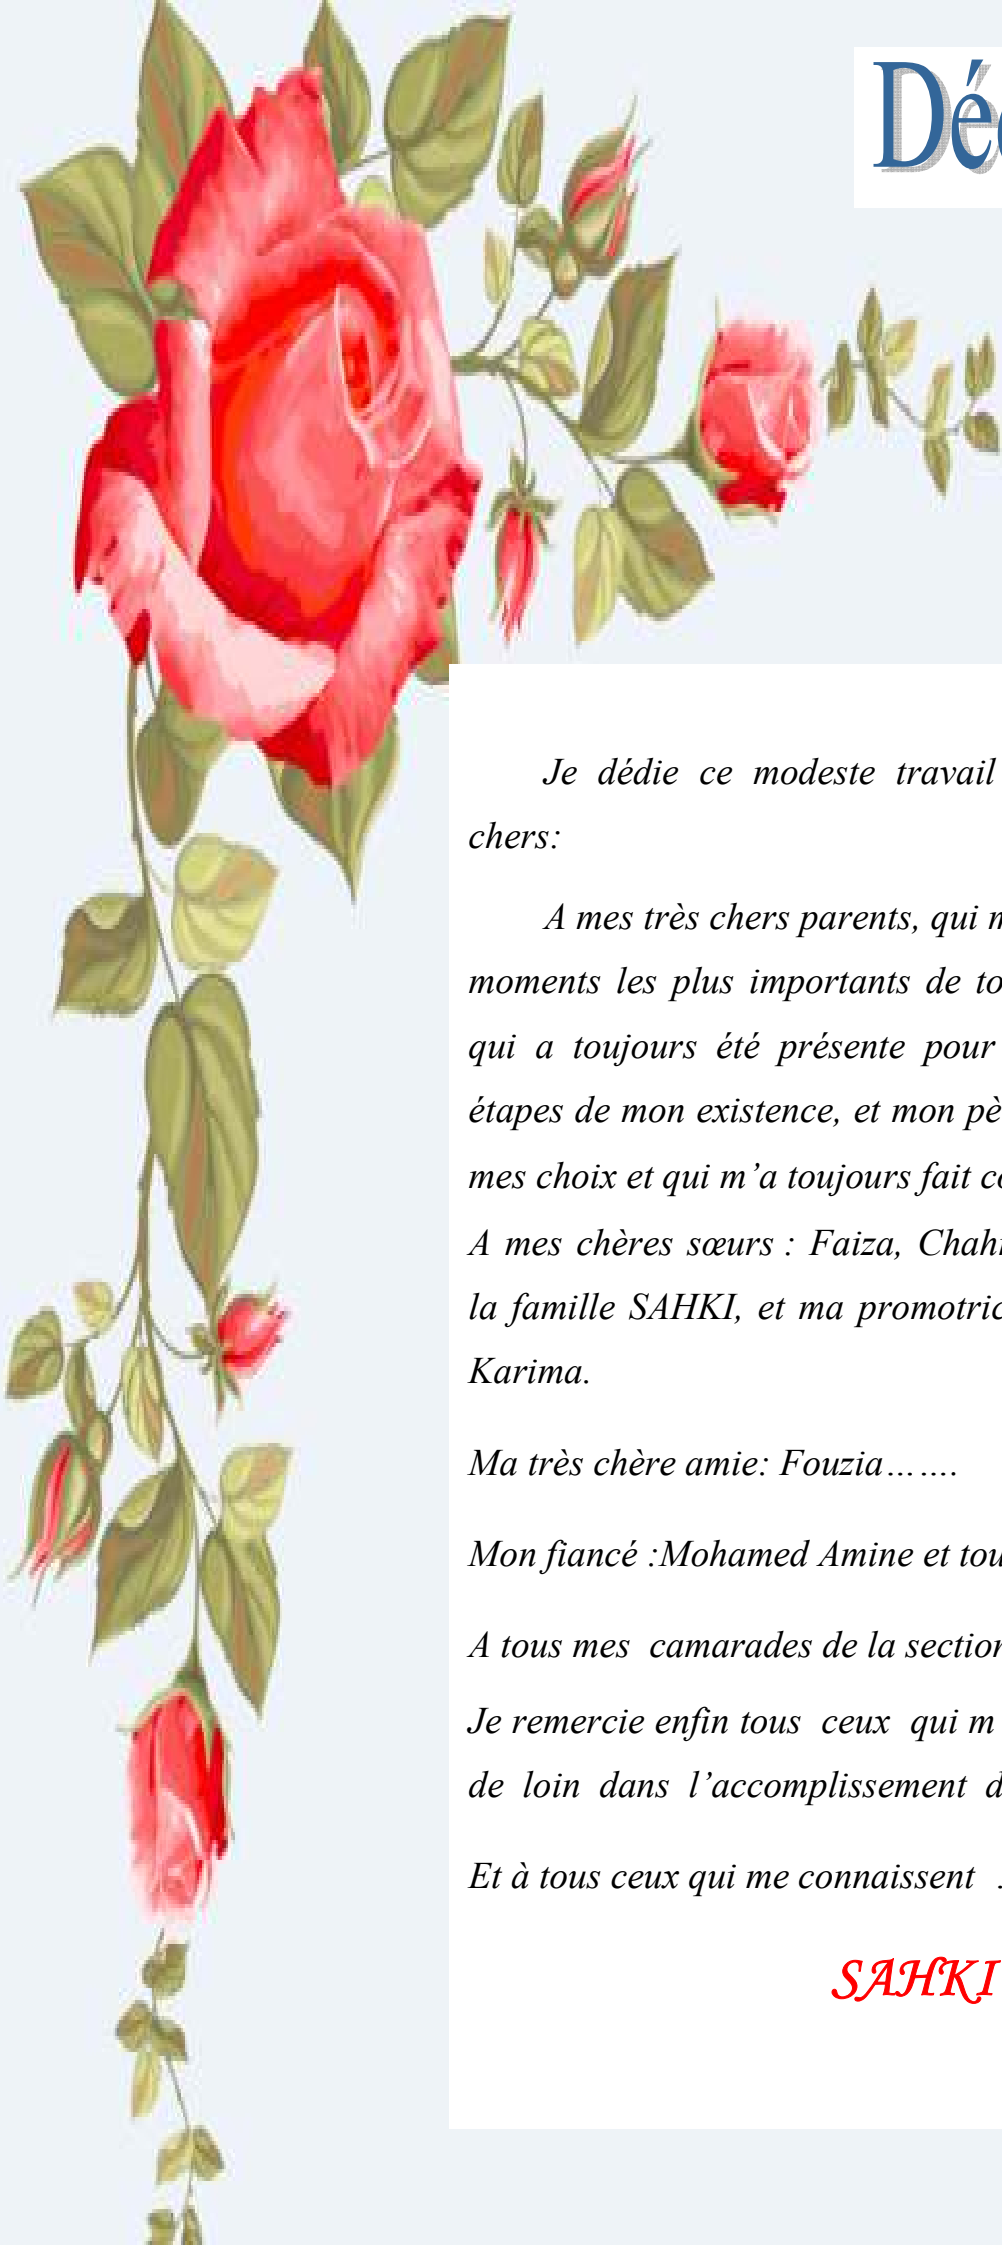 Dé
Je dédie ce modeste travail
chers:
A mes très chers parents, qui
moments les plus importants de
qui a toujours été présente pour
étapes de mon existence, et mon
mes choix et qui m’a toujours fait
A mes chères sœurs : Faiza,
la famille SAHKI, et ma
Karima.
Ma très chère amie: Fouzia…….
Mon fiancé :Mohamed Amine et
A tous mes camarades de la
Je remercie enfin tous ceux qui m
de loin dans l’accomplissement
Et à tous ceux qui me connaissent
SAHKI